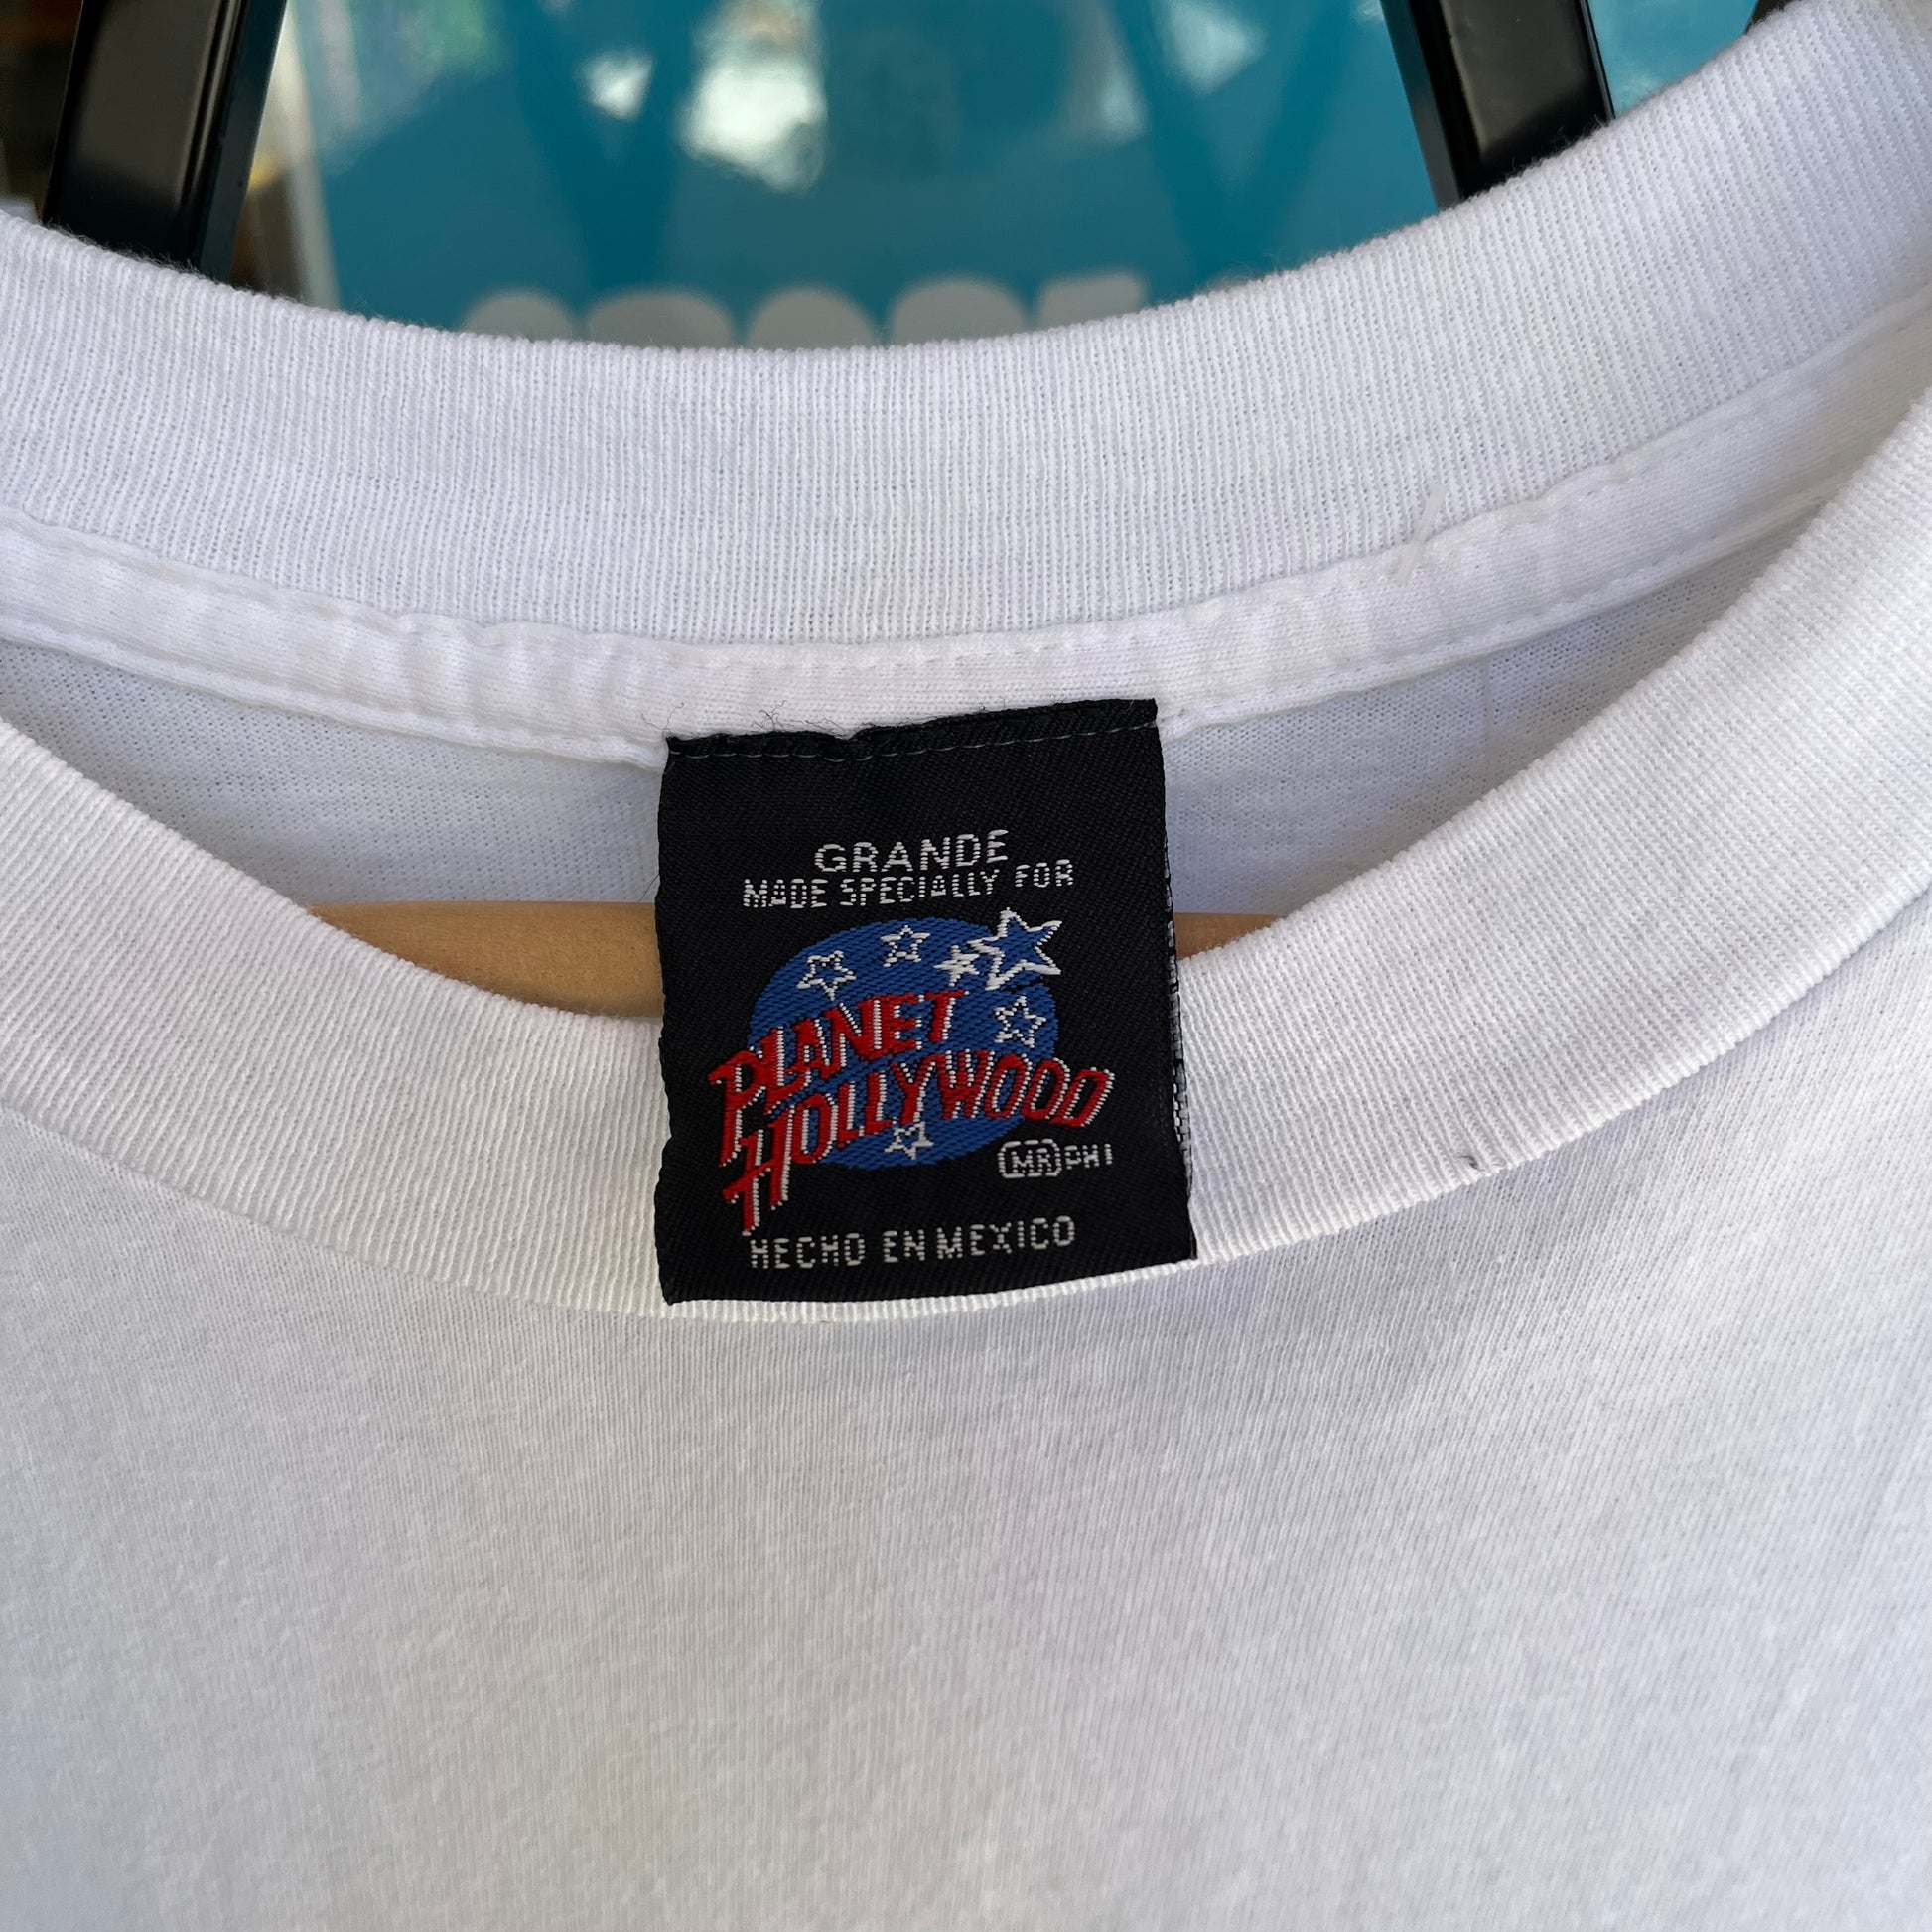 GRANDE
MADE SPECIALLY FOR
PLANET
HOLLYWOOD
MR PHI
HECHO EN MEXICO